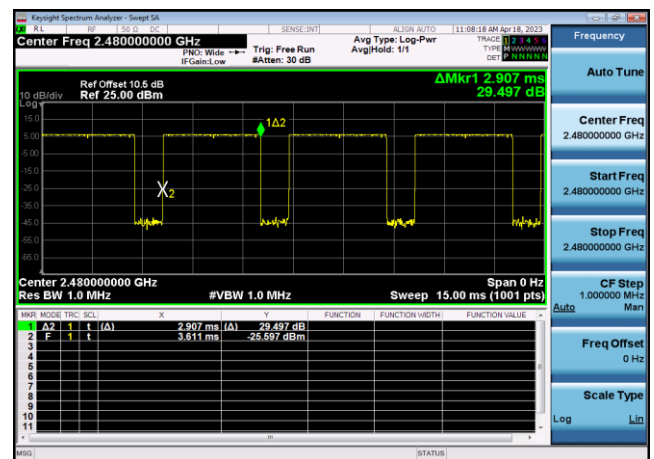 Keysight Spectrum Analyzer - Swept SA
RL RF 50 Ω DC SENSE:INT ALIGN AUTO 11:08:18 AM Apr 18, 2023
Center Freq 2.480000000 GHz
PNO: Wide
IFGain:Low
Trig: Free Run
#Atten: 30 dB
Avg Type: Log-Pwr
Avg|Hold: 1/1
TRACE 1 2 3 4 5 6
TYPE MWWWWW
DET P NNNNN
Frequency
Auto Tune
Ref Offset 10.5 dB
10 dB/div Ref 25.00 dBm
Log
ΔMkr1 2.907 ms
29.497 dB
15.0
5.00
-5.00
-15.0
-25.0
-35.0
-45.0
-55.0
-65.0
1Δ2
2
Center Freq
2.480000000 GHz
Start Freq
2.480000000 GHz
Stop Freq
2.480000000 GHz
Center 2.480000000 GHz Span 0 Hz
Res BW 1.0 MHz #VBW 1.0 MHz Sweep 15.00 ms (1001 pts)
CF Step
1.000000 MHz
Auto Man
MKR MODE TRC SCL X Y FUNCTION FUNCTION WIDTH FUNCTION VALUE
1 Δ2 1 t (Δ) 2.907 ms (Δ) 29.497 dB
2 F 1 t 3.611 ms -25.597 dBm
3
4
5
6
7
8
9
10
11
Freq Offset
0 Hz
Scale Type
Log Lin
MSG STATUS